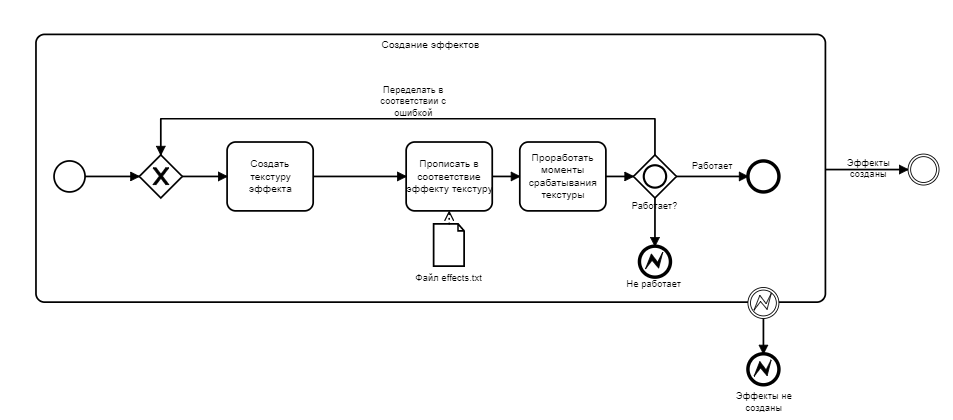 Создание эффектов
Переделать в
соответствии с
ошибкой
Создать
текстуру
эффекта
Прописать в
соответствие
эффекту текстуру
Проработать
моменты
срабатывания
текстуры
Работает?
Работает
Эффекты
созданы
Файл effects.txt
Не работает
Эффекты не
созданы